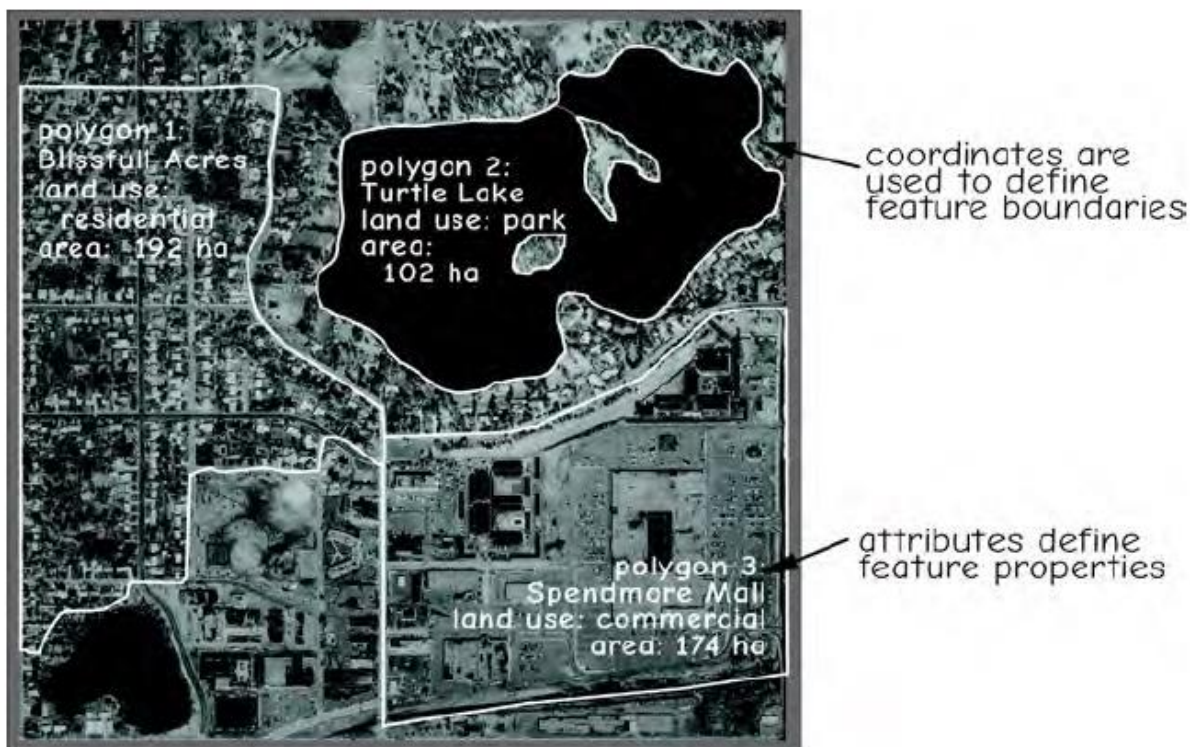 polygon 1:
Blissfull Acres
land use:
residential
area: 192 ha
polygon 2:
Turtle Lake
land use: park
area:
102 ha
coordinates are
used to define
feature boundaries
polygon 3:
Spendmore Mall
land use: commercial
area: 174 ha
attributes define
feature properties